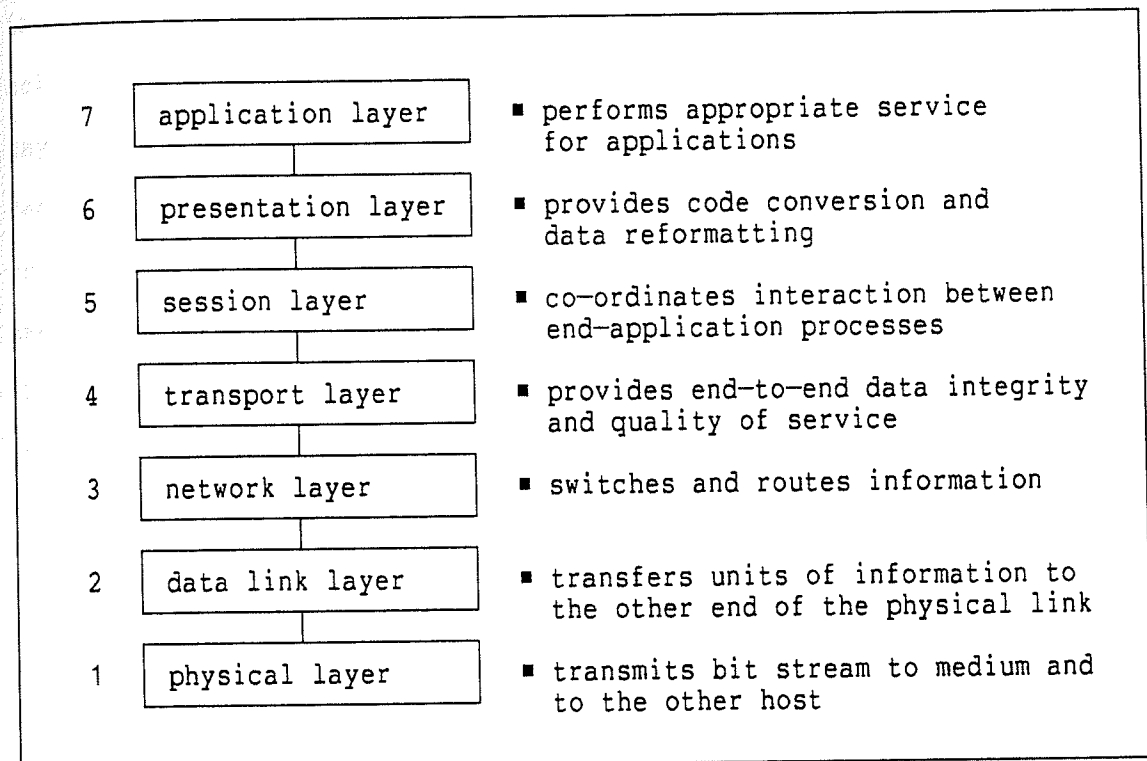 7 application layer ■ performs appropriate service
for applications
6 presentation layer ■ provides code conversion and
data reformatting
5 session layer ■ co-ordinates interaction between
end-application processes
4 transport layer ■ provides end-to-end data integrity
and quality of service
3 network layer ■ switches and routes information
2 data link layer ■ transfers units of information to
the other end of the physical link
1 physical layer ■ transmits bit stream to medium and
to the other host